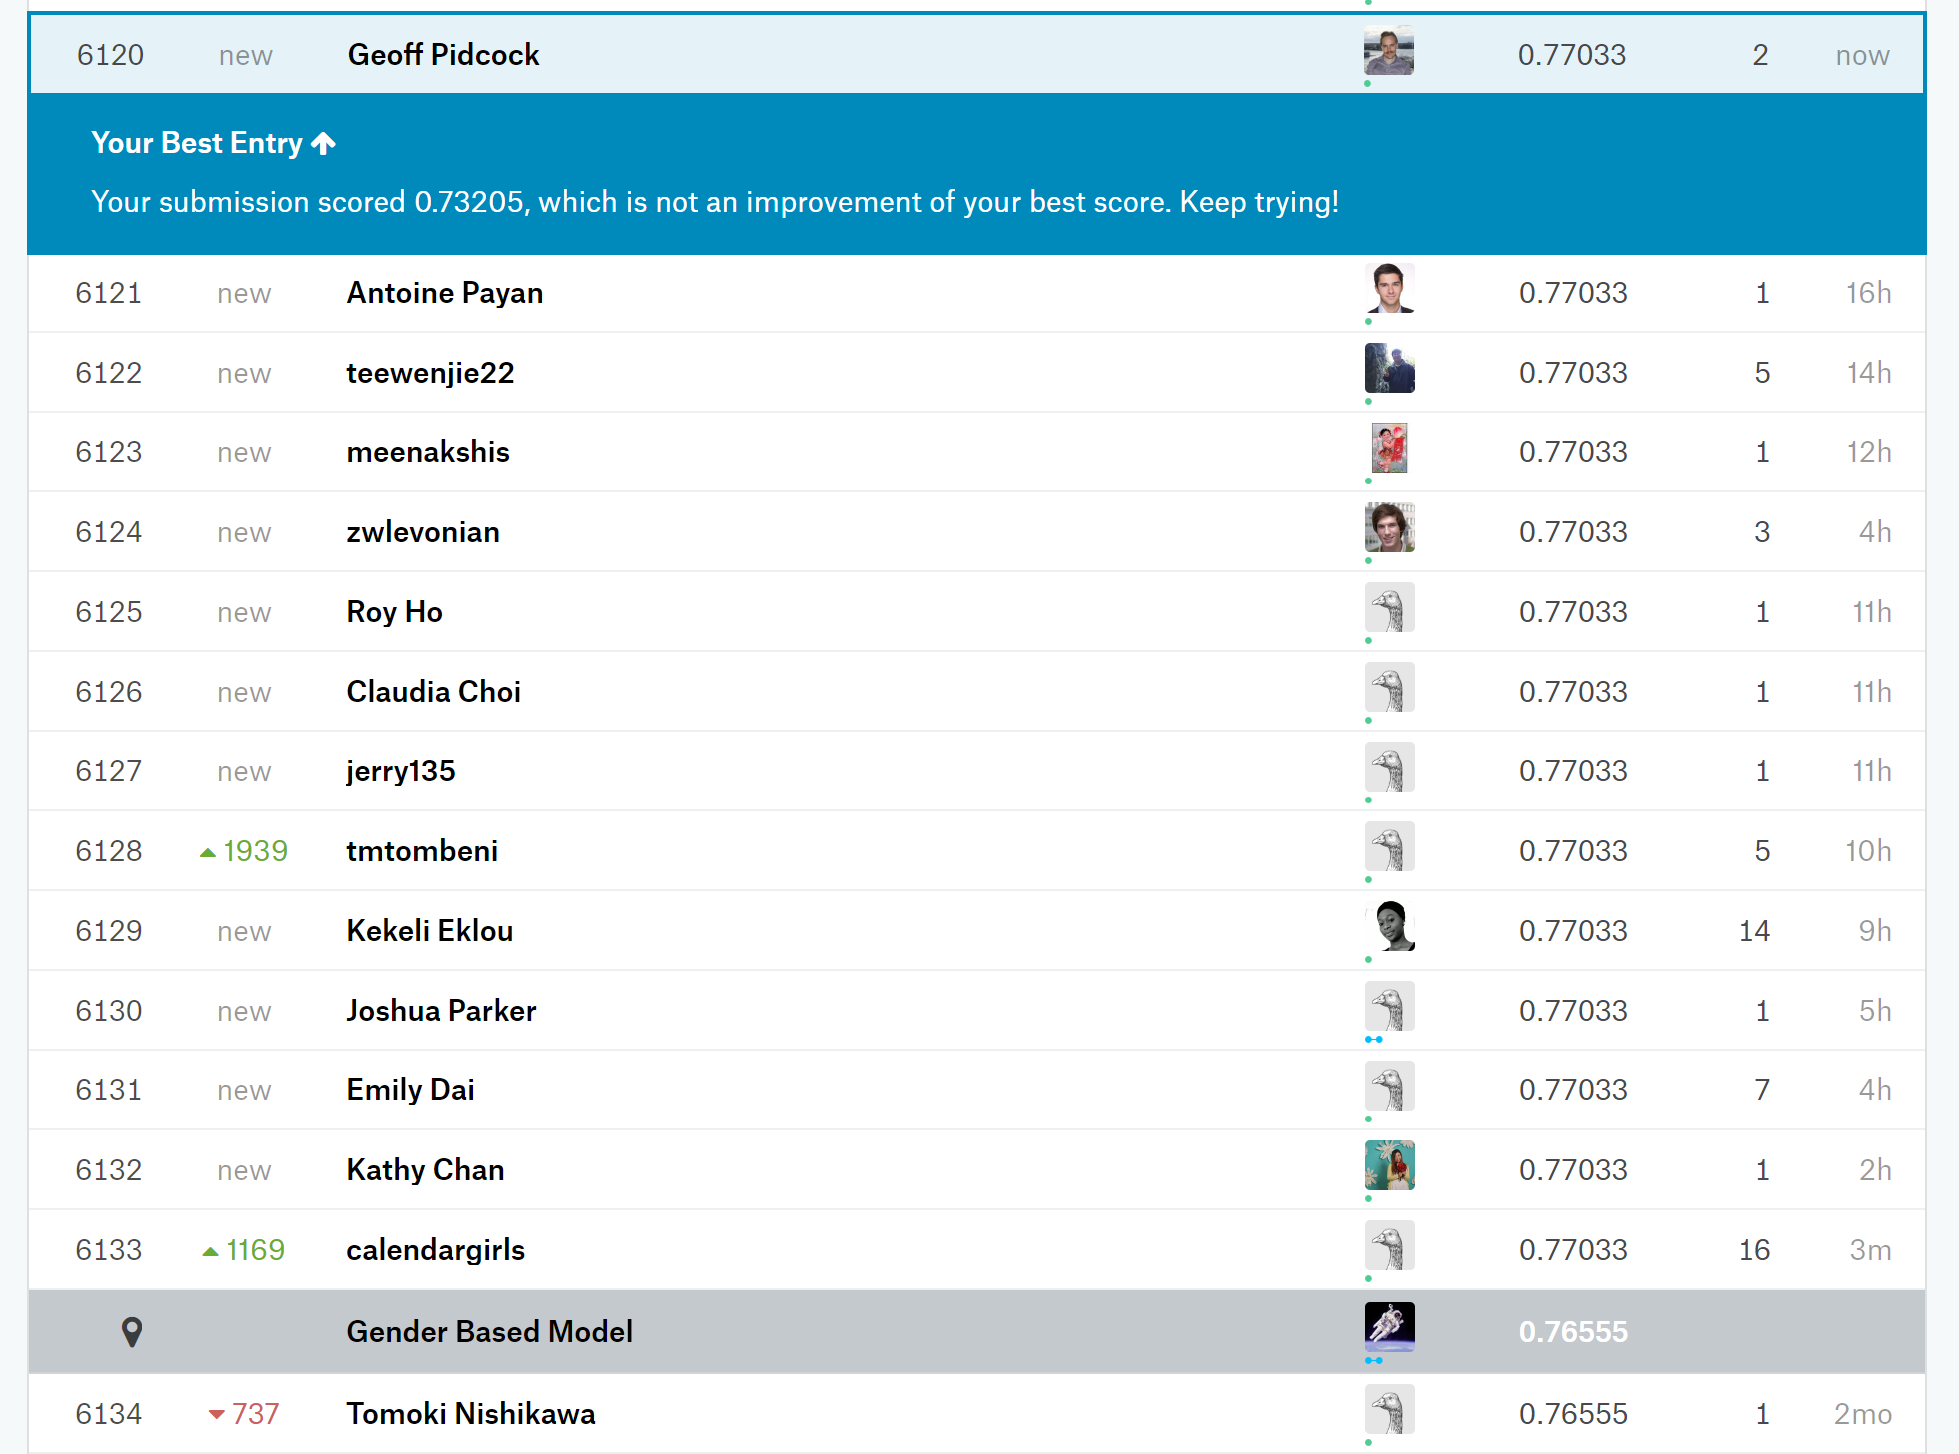 6120 new Geoff Pidcock 0.77033 2 now
Your Best Entry
Your submission scored 0.73205, which is not an improvement of your best score. Keep trying!
6121 new Antoine Payan 0.77033 1 16h
6122 new teewenjie22 0.77033 5 14h
6123 new meenakshis 0.77033 1 12h
6124 new zwlevonian 0.77033 3 4h
6125 new Roy Ho 0.77033 1 11h
6126 new Claudia Choi 0.77033 1 11h
6127 new jerry135 0.77033 1 11h
6128 1939 tmtombeni 0.77033 5 10h
6129 new Kekeli Eklou 0.77033 14 9h
6130 new Joshua Parker 0.77033 1 5h
6131 new Emily Dai 0.77033 7 4h
6132 new Kathy Chan 0.77033 1 2h
6133 1169 calendargirls 0.77033 16 3m
Gender Based Model 0.76555
6134 737 Tomoki Nishikawa 0.76555 1 2mo